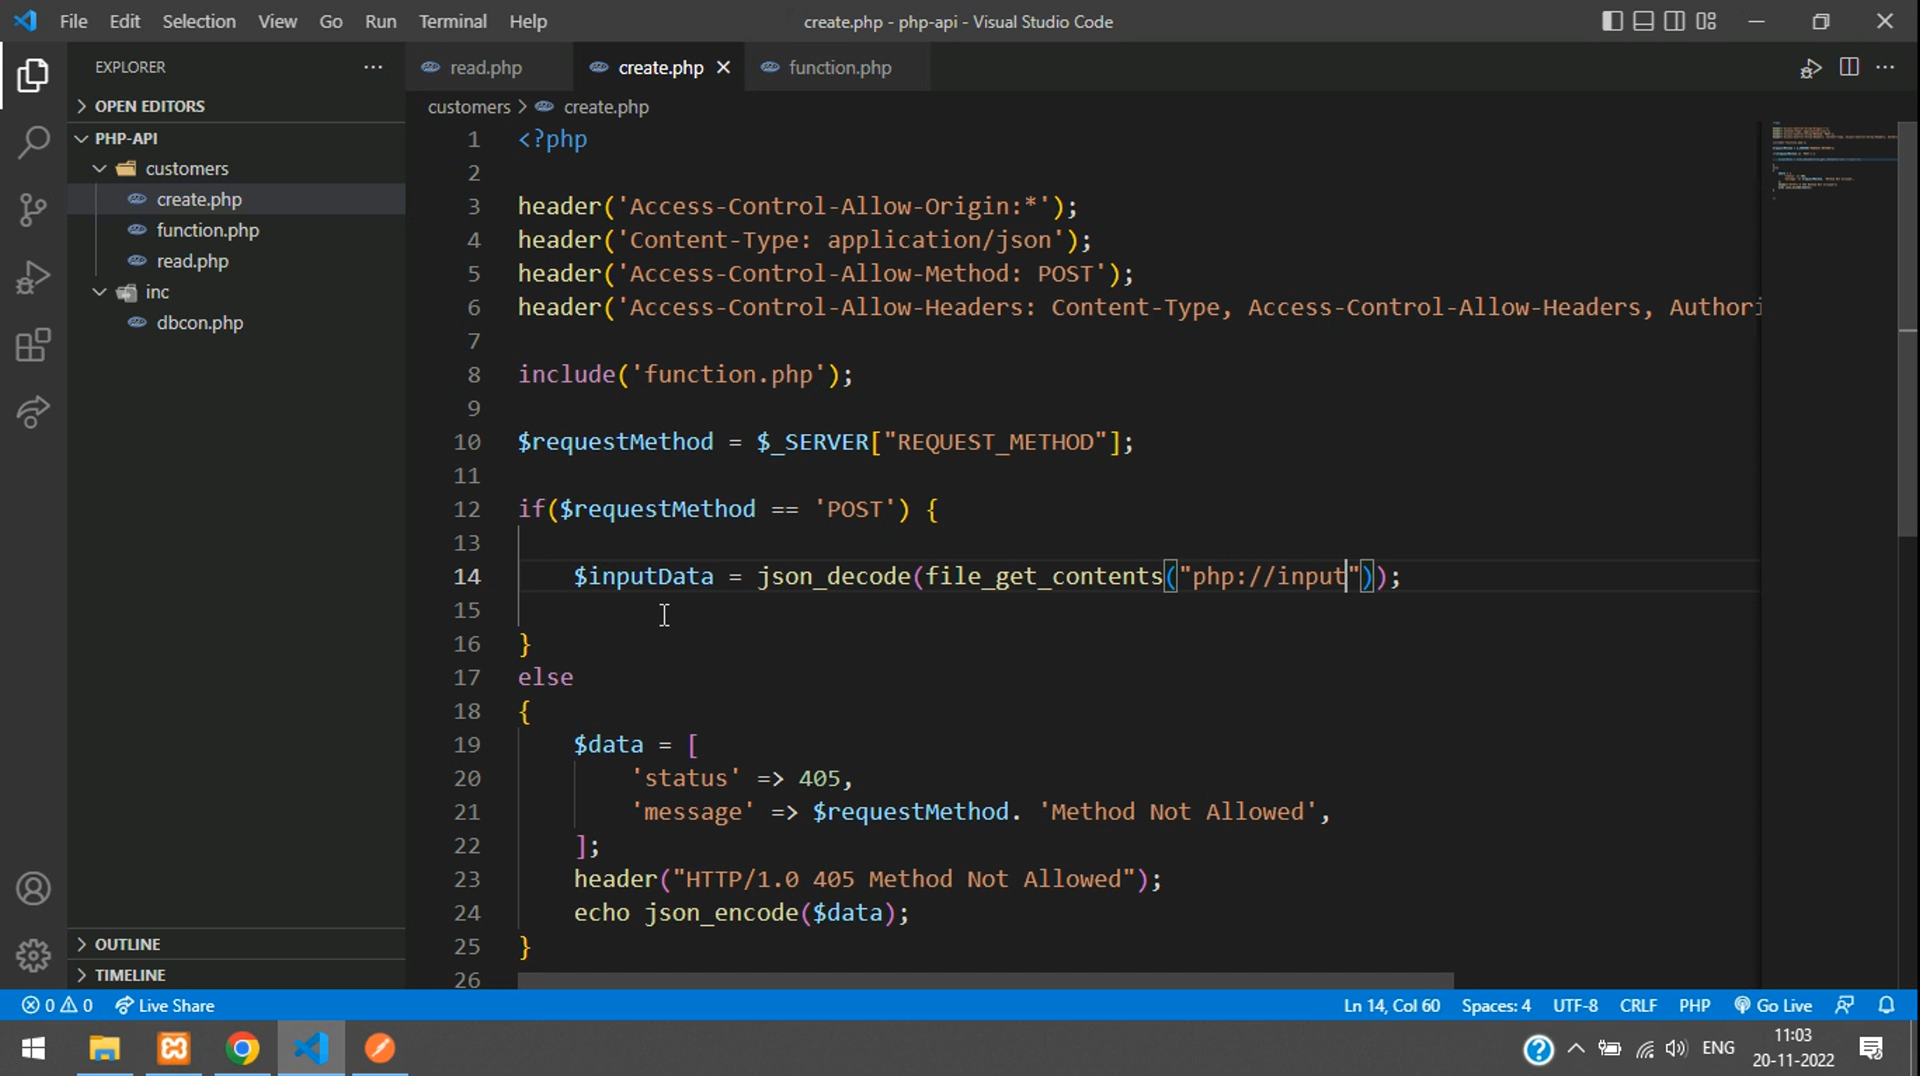 File Edit Selection View Go Run Terminal Help
create.php - php-api - Visual Studio Code
EXPLORER
OPEN EDITORS
PHP-API
customers
create.php
function.php
read.php
inc
dbcon.php
OUTLINE
TIMELINE
read.php create.php function.php
customers > create.php
1 <?php
2
3 header('Access-Control-Allow-Origin:*');
4 header('Content-Type: application/json');
5 header('Access-Control-Allow-Method: POST');
6 header('Access-Control-Allow-Headers: Content-Type, Access-Control-Allow-Headers, Authori
7
8 include('function.php');
9
10 $requestMethod = $_SERVER["REQUEST_METHOD"];
11
12 if($requestMethod == 'POST') {
13
14 $inputData = json_decode(file_get_contents("php://input"));
15
16 }
17 else
18 {
19 $data = [
20 'status' => 405,
21 'message' => $requestMethod. 'Method Not Allowed',
22 ];
23 header("HTTP/1.0 405 Method Not Allowed");
24 echo json_encode($data);
25 }
26
0 0 Live Share Ln 14, Col 60 Spaces: 4 UTF-8 CRLF PHP Go Live
ENG 11:03
20-11-2022